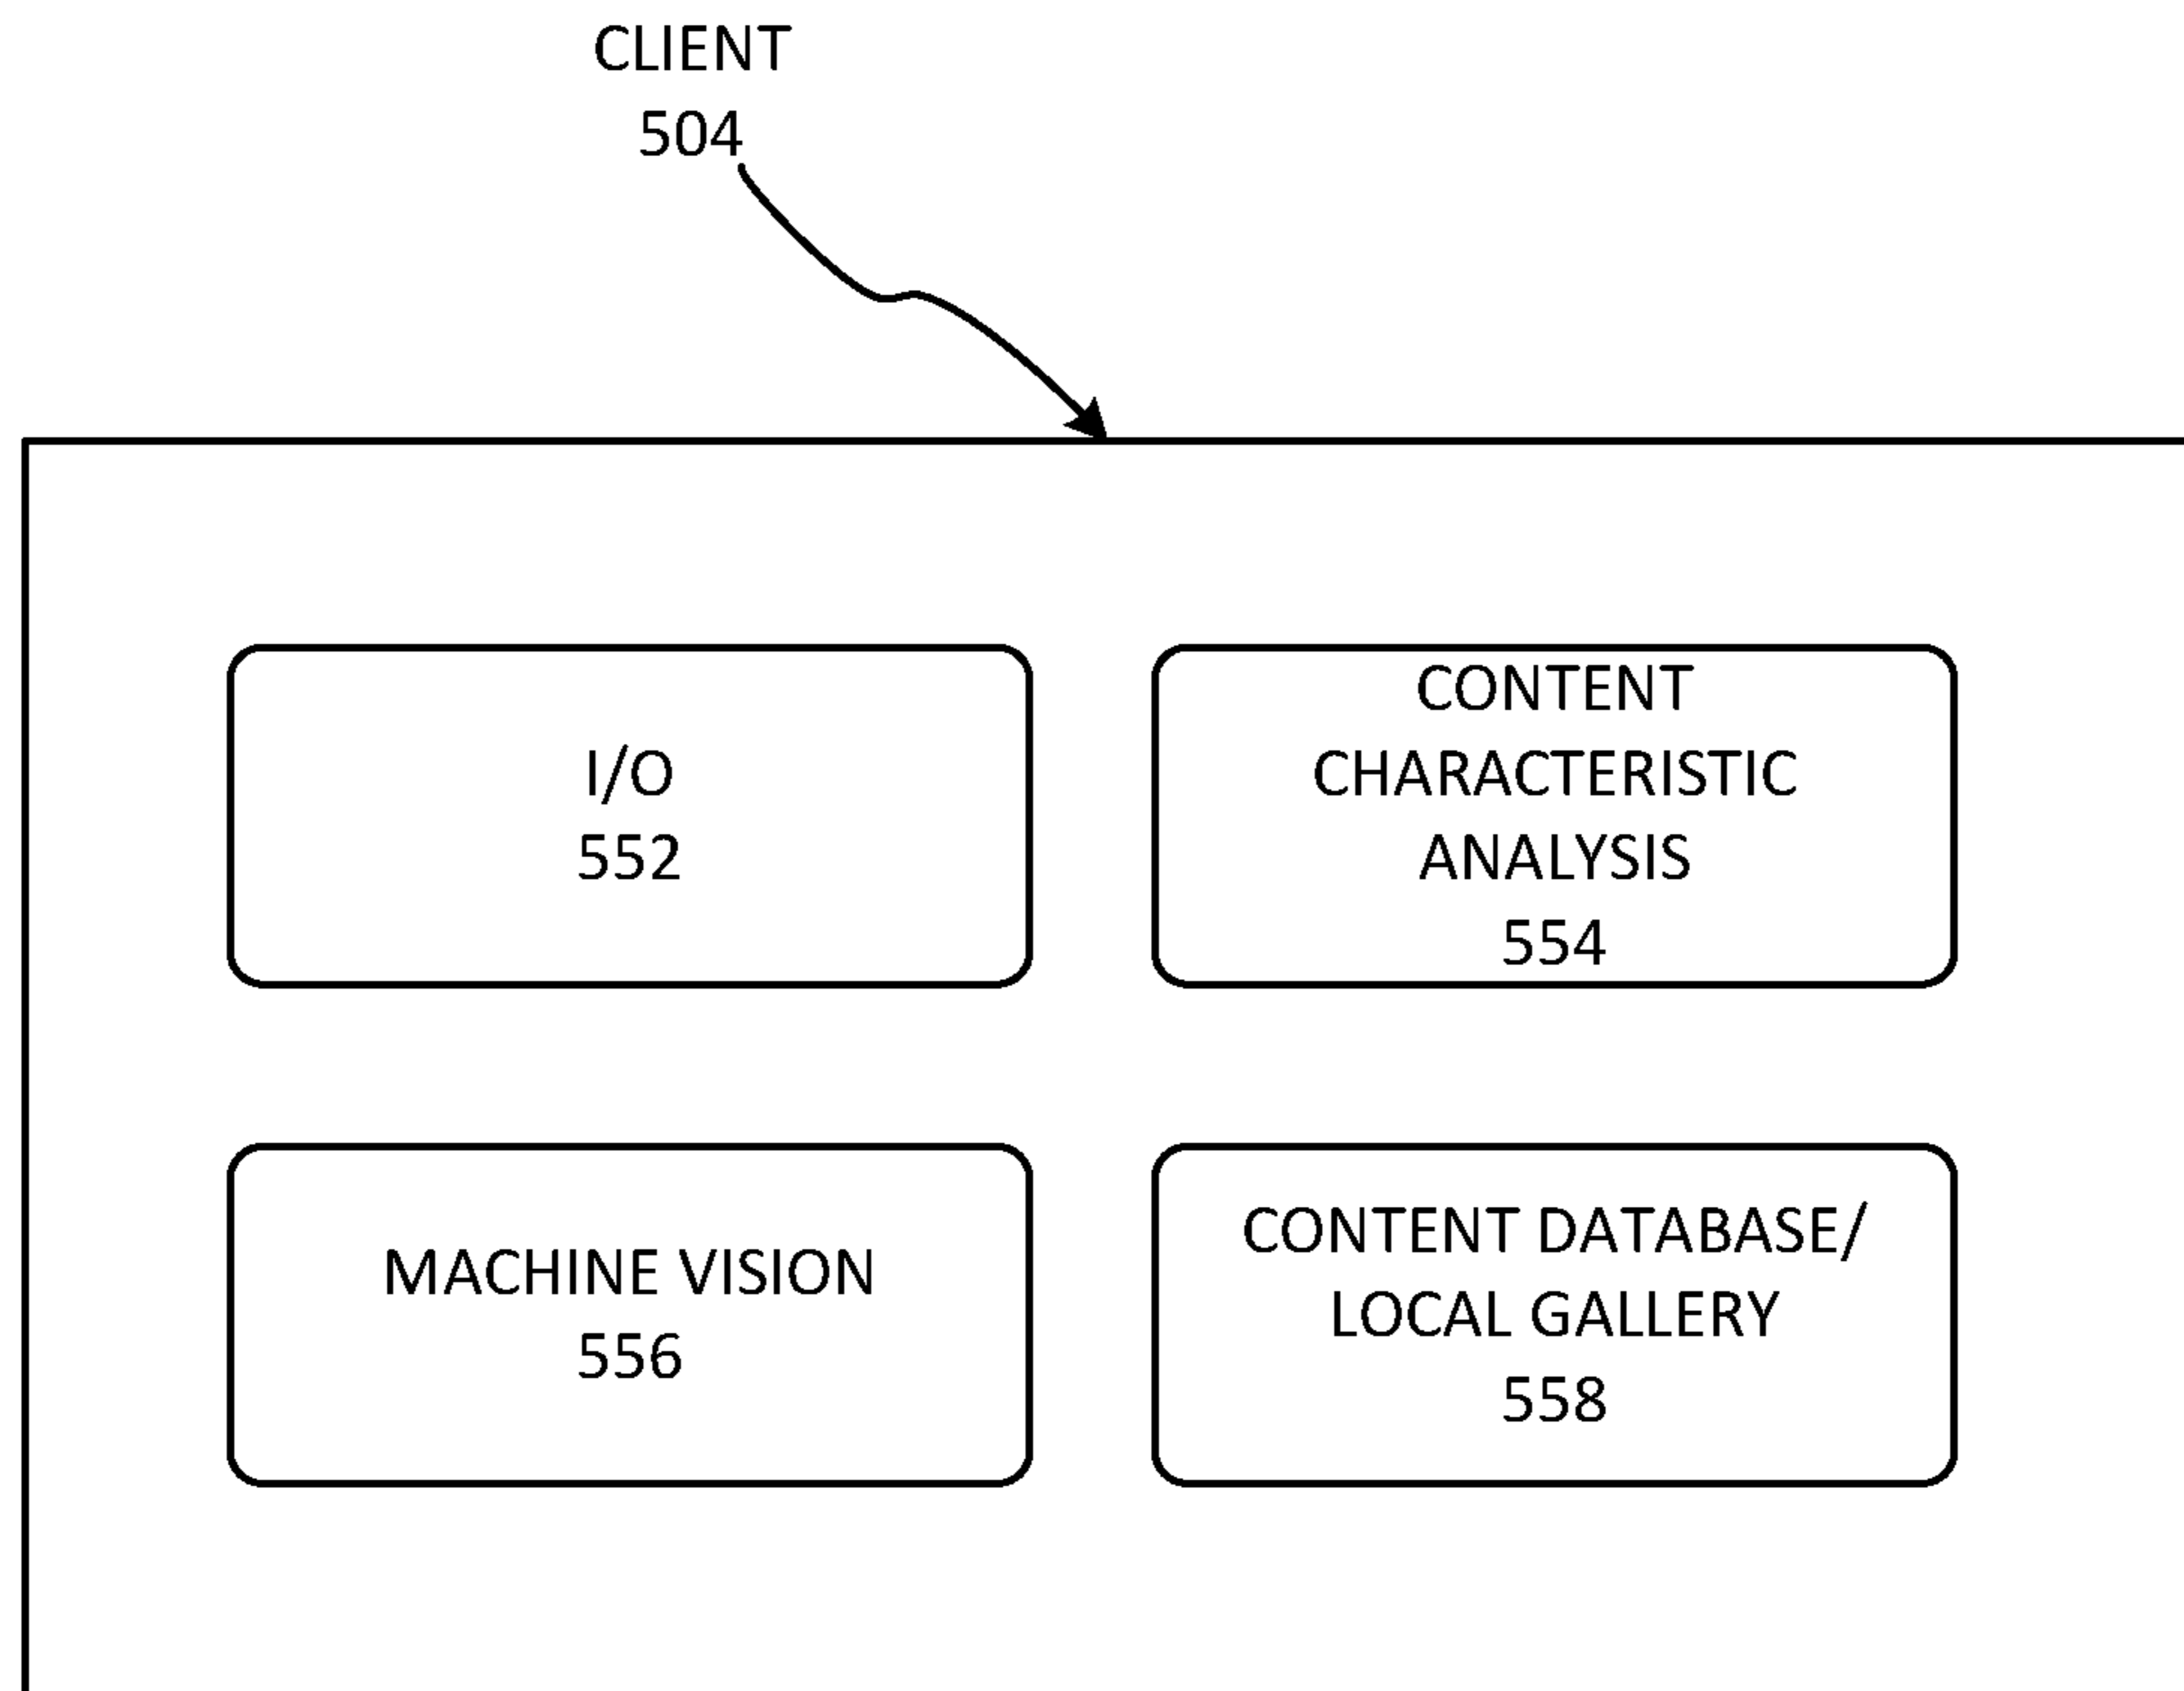 CLIENT
504
I/O
552
CONTENT
CHARACTERISTIC
ANALYSIS
554
MACHINE VISION
556
CONTENT DATABASE/
LOCAL GALLERY
558